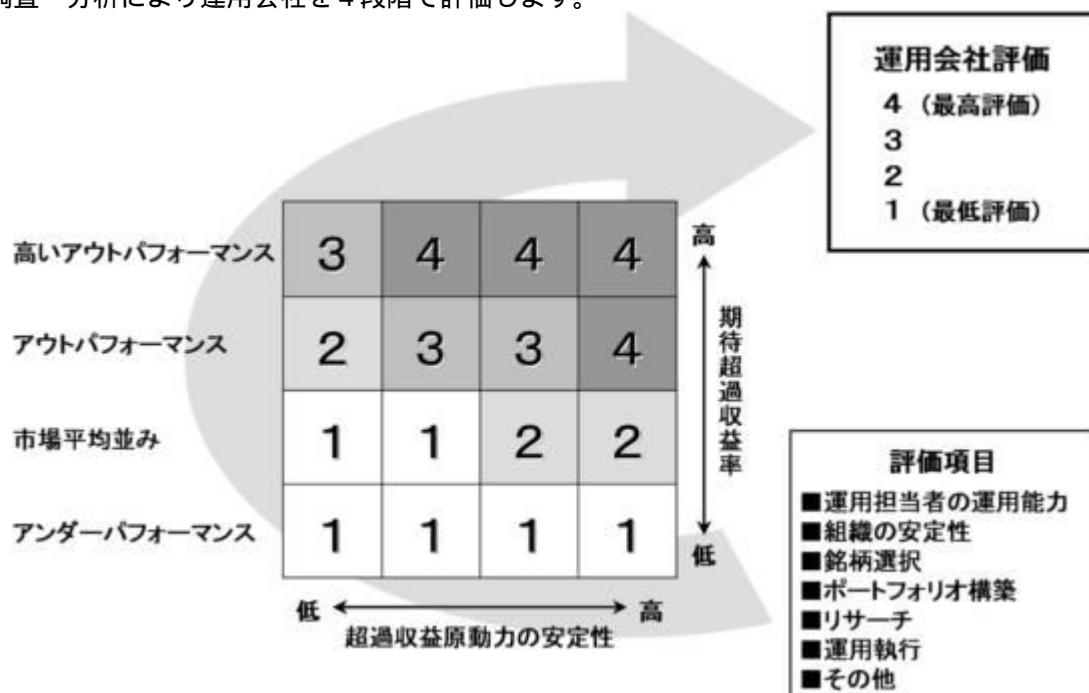 分析により運用会社を4段階で評価します。
運用会社評価
4 (最高評価)
3
2
1 (最低評価)
高いアウトパフォーマンス 3 4 4 4
アウトパフォーマンス 2 3 3 4
市場平均並み 1 1 2 2
アンダーパフォーマンス 1 1 1 1
高
期待超過収益率
低
低 高
超過収益原動力の安定性
評価項目
■運用担当者の運用能力
■組織の安定性
■銘柄選択
■ポートフォリオ構築
■リサーチ
■運用執行
■その他